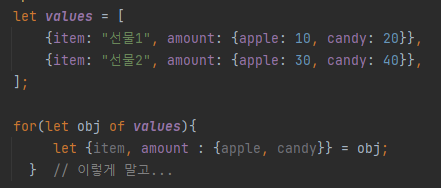 let values = [
    {item: "선물1", amount: {apple: 10, candy: 20}},
    {item: "선물2", amount: {apple: 30, candy: 40}},
];

for(let obj of values){
    let {item, amount : {apple, candy}} = obj;
  }  // 이렇게 말고...